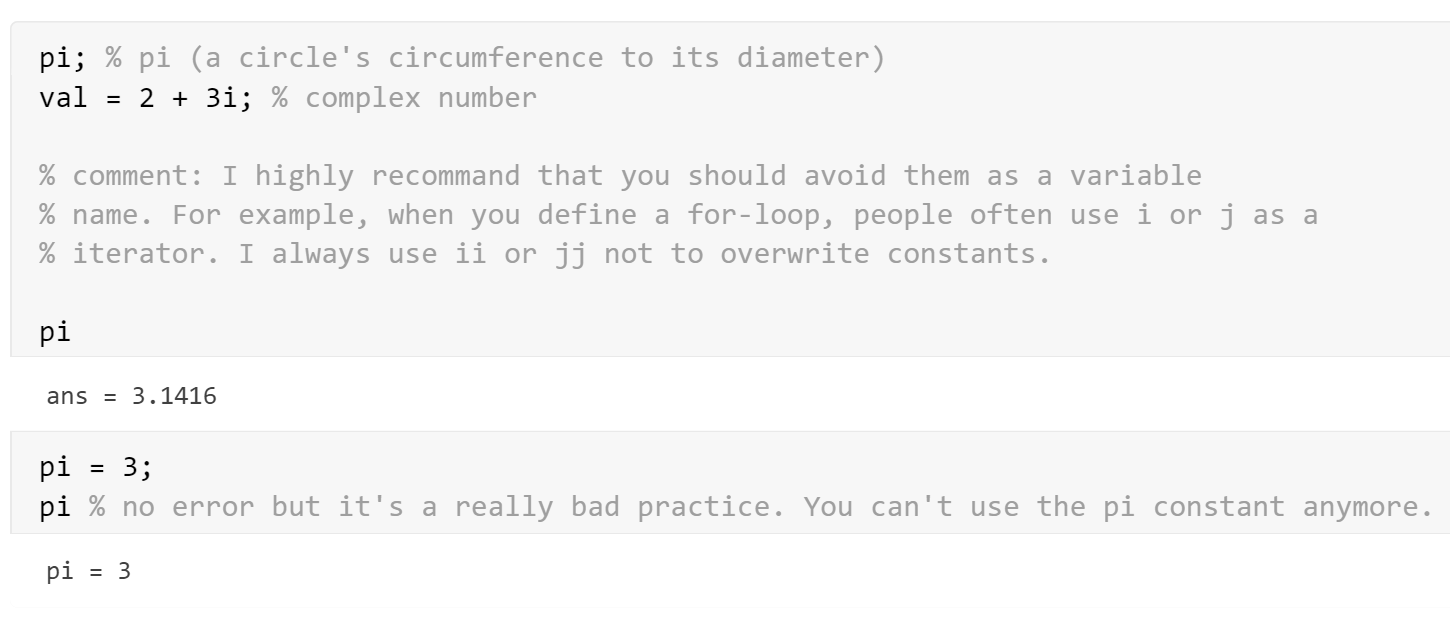 pi; % pi (a circle's circumference to its diameter)
val = 2 + 3i; % complex number
% comment: I highly recommand that you should avoid them as a variable
% name. For example, when you define a for-loop, people often use i or j as a
% iterator. I always use ii or jj not to overwrite constants.
pi
ans = 3.1416
pi = 3;
pi % no error but it's a really bad practice. You can't use the pi constant anymore.
pi = 3